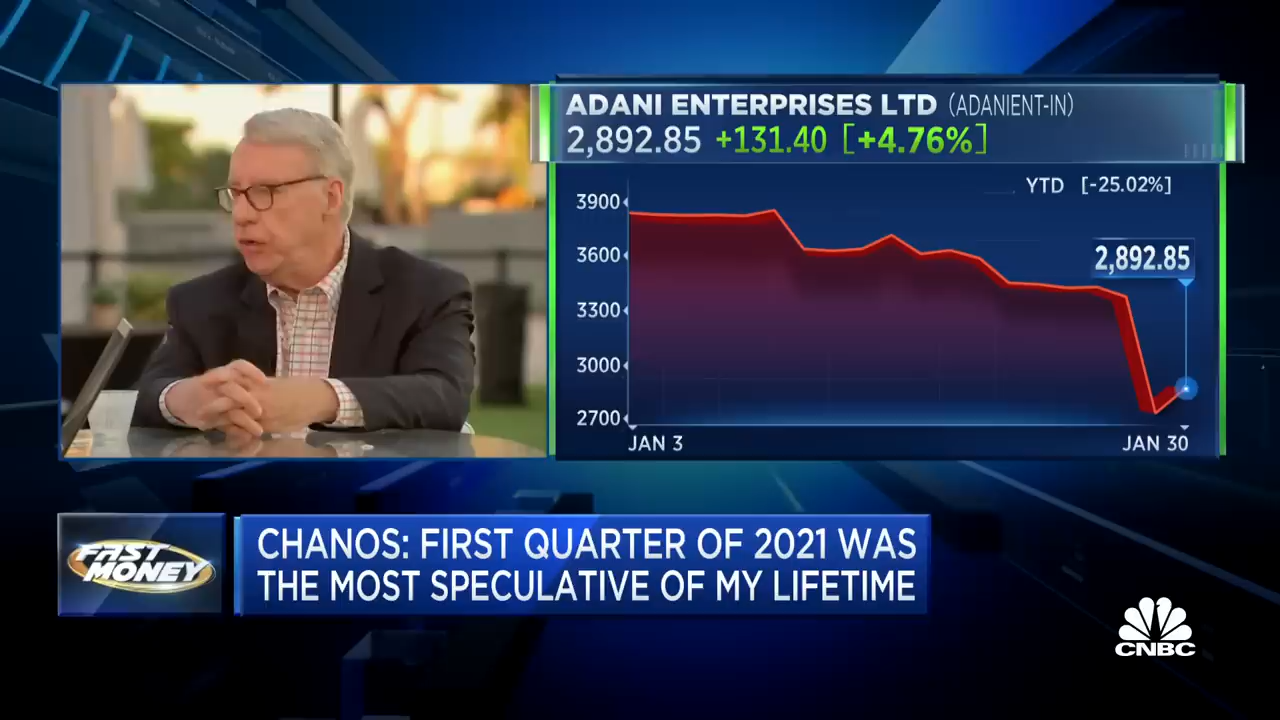 ADANI ENTERPRISES LTD (ADANIENT-IN)
2,892.85 +131.40 [+4.76%]
YTD [-25.02%]
3900
3600
3300
3000
2700
2,892.85
JAN 3
JAN 30
FAST
MONEY
CHANOS: FIRST QUARTER OF 2021 WAS
THE MOST SPECULATIVE OF MY LIFETIME
CNBC